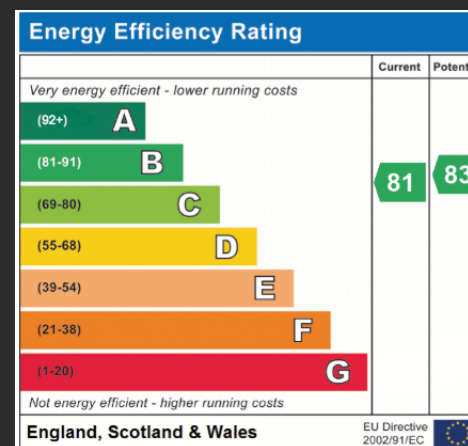 Energy Efficiency Rating
Current Potent
Very energy efficient - lower running costs
(92+) A
(81-91) B
81 83
(69-80) C
(55-68) D
(39-54) E
(21-38) F
(1-20) G
Not energy efficient - higher running costs
England, Scotland & Wales
EU Directive
2002/91/EC